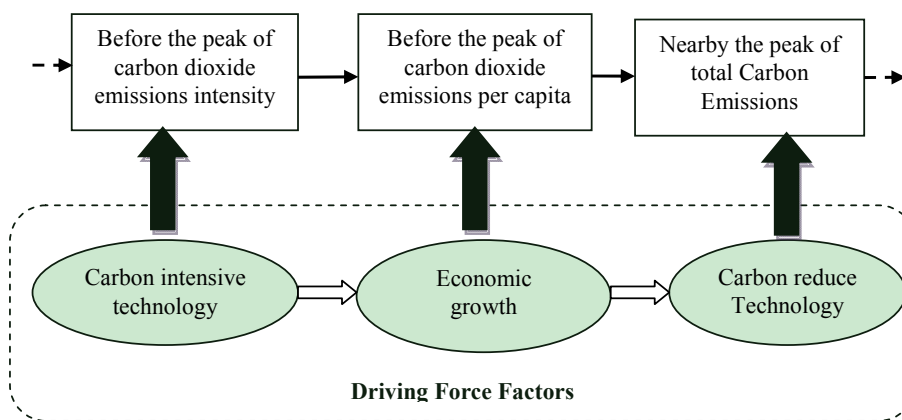 Before the peak of
carbon dioxide
emissions intensity
Before the peak of
carbon dioxide
emissions per capita
Nearby the peak of
total Carbon
Emissions
Carbon intensive
technology
Economic
growth
Carbon reduce
Technology
Driving Force Factors